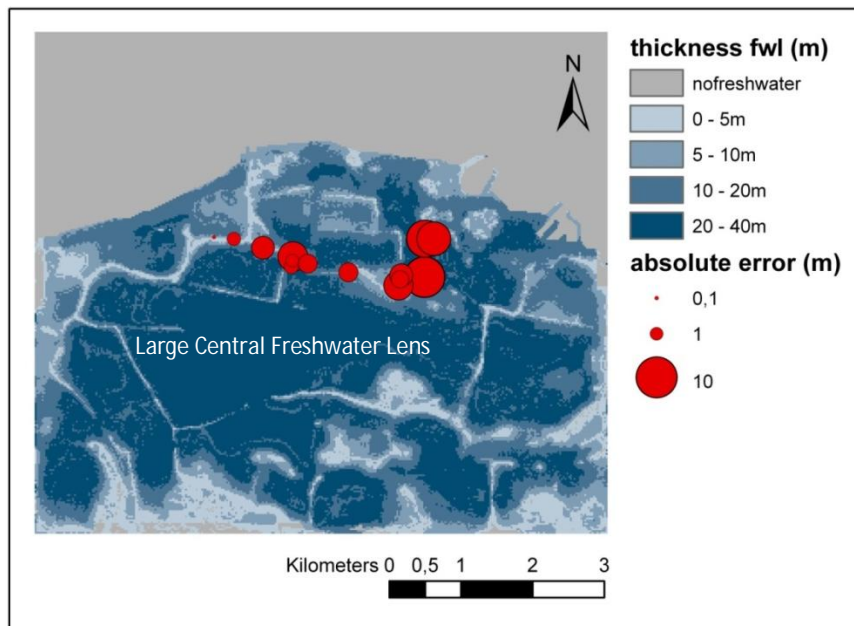 thickness fwl (m)
N
nofreshwater
0 - 5m
5 - 10m
10 - 20m
20 - 40m
absolute error (m)
0,1
1
10
Large Central Freshwater Lens
Kilometers 0 0,5 1 2 3